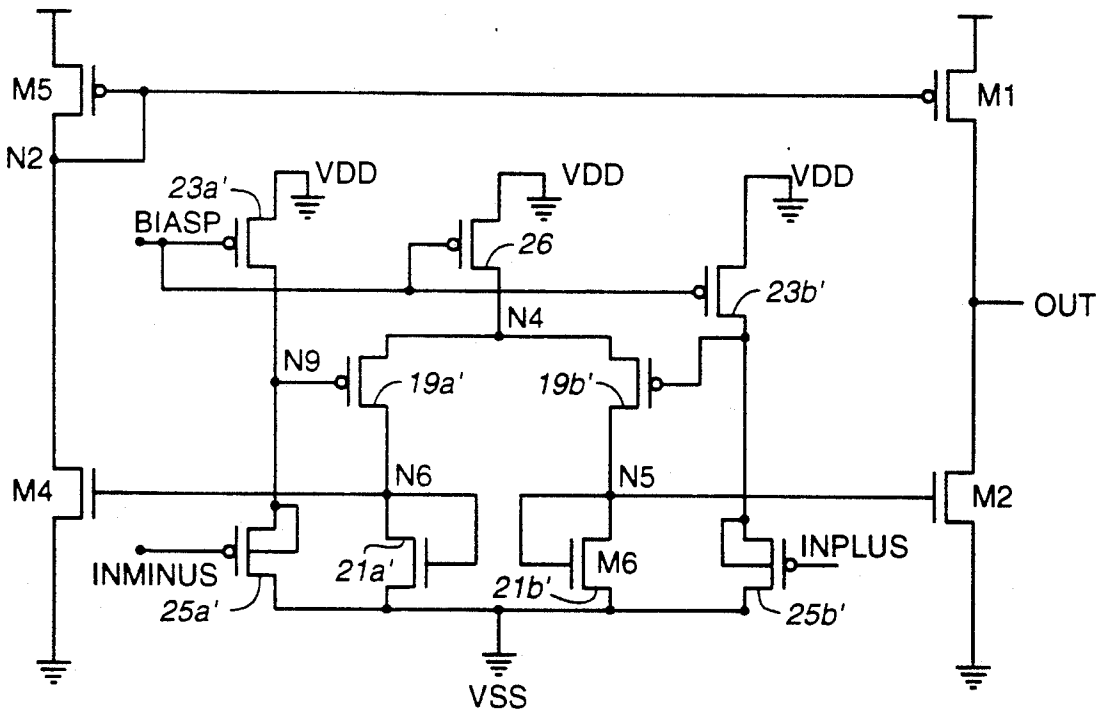 M5
M1
N2
23a'
VDD
VDD
VDD
BIASP
26
23b'
OUT
N4
N9
19a'
19b'
N6
N5
M4
M2
INMINUS
21a'
M6
INPLUS
25a'
21b'
25b'
VSS